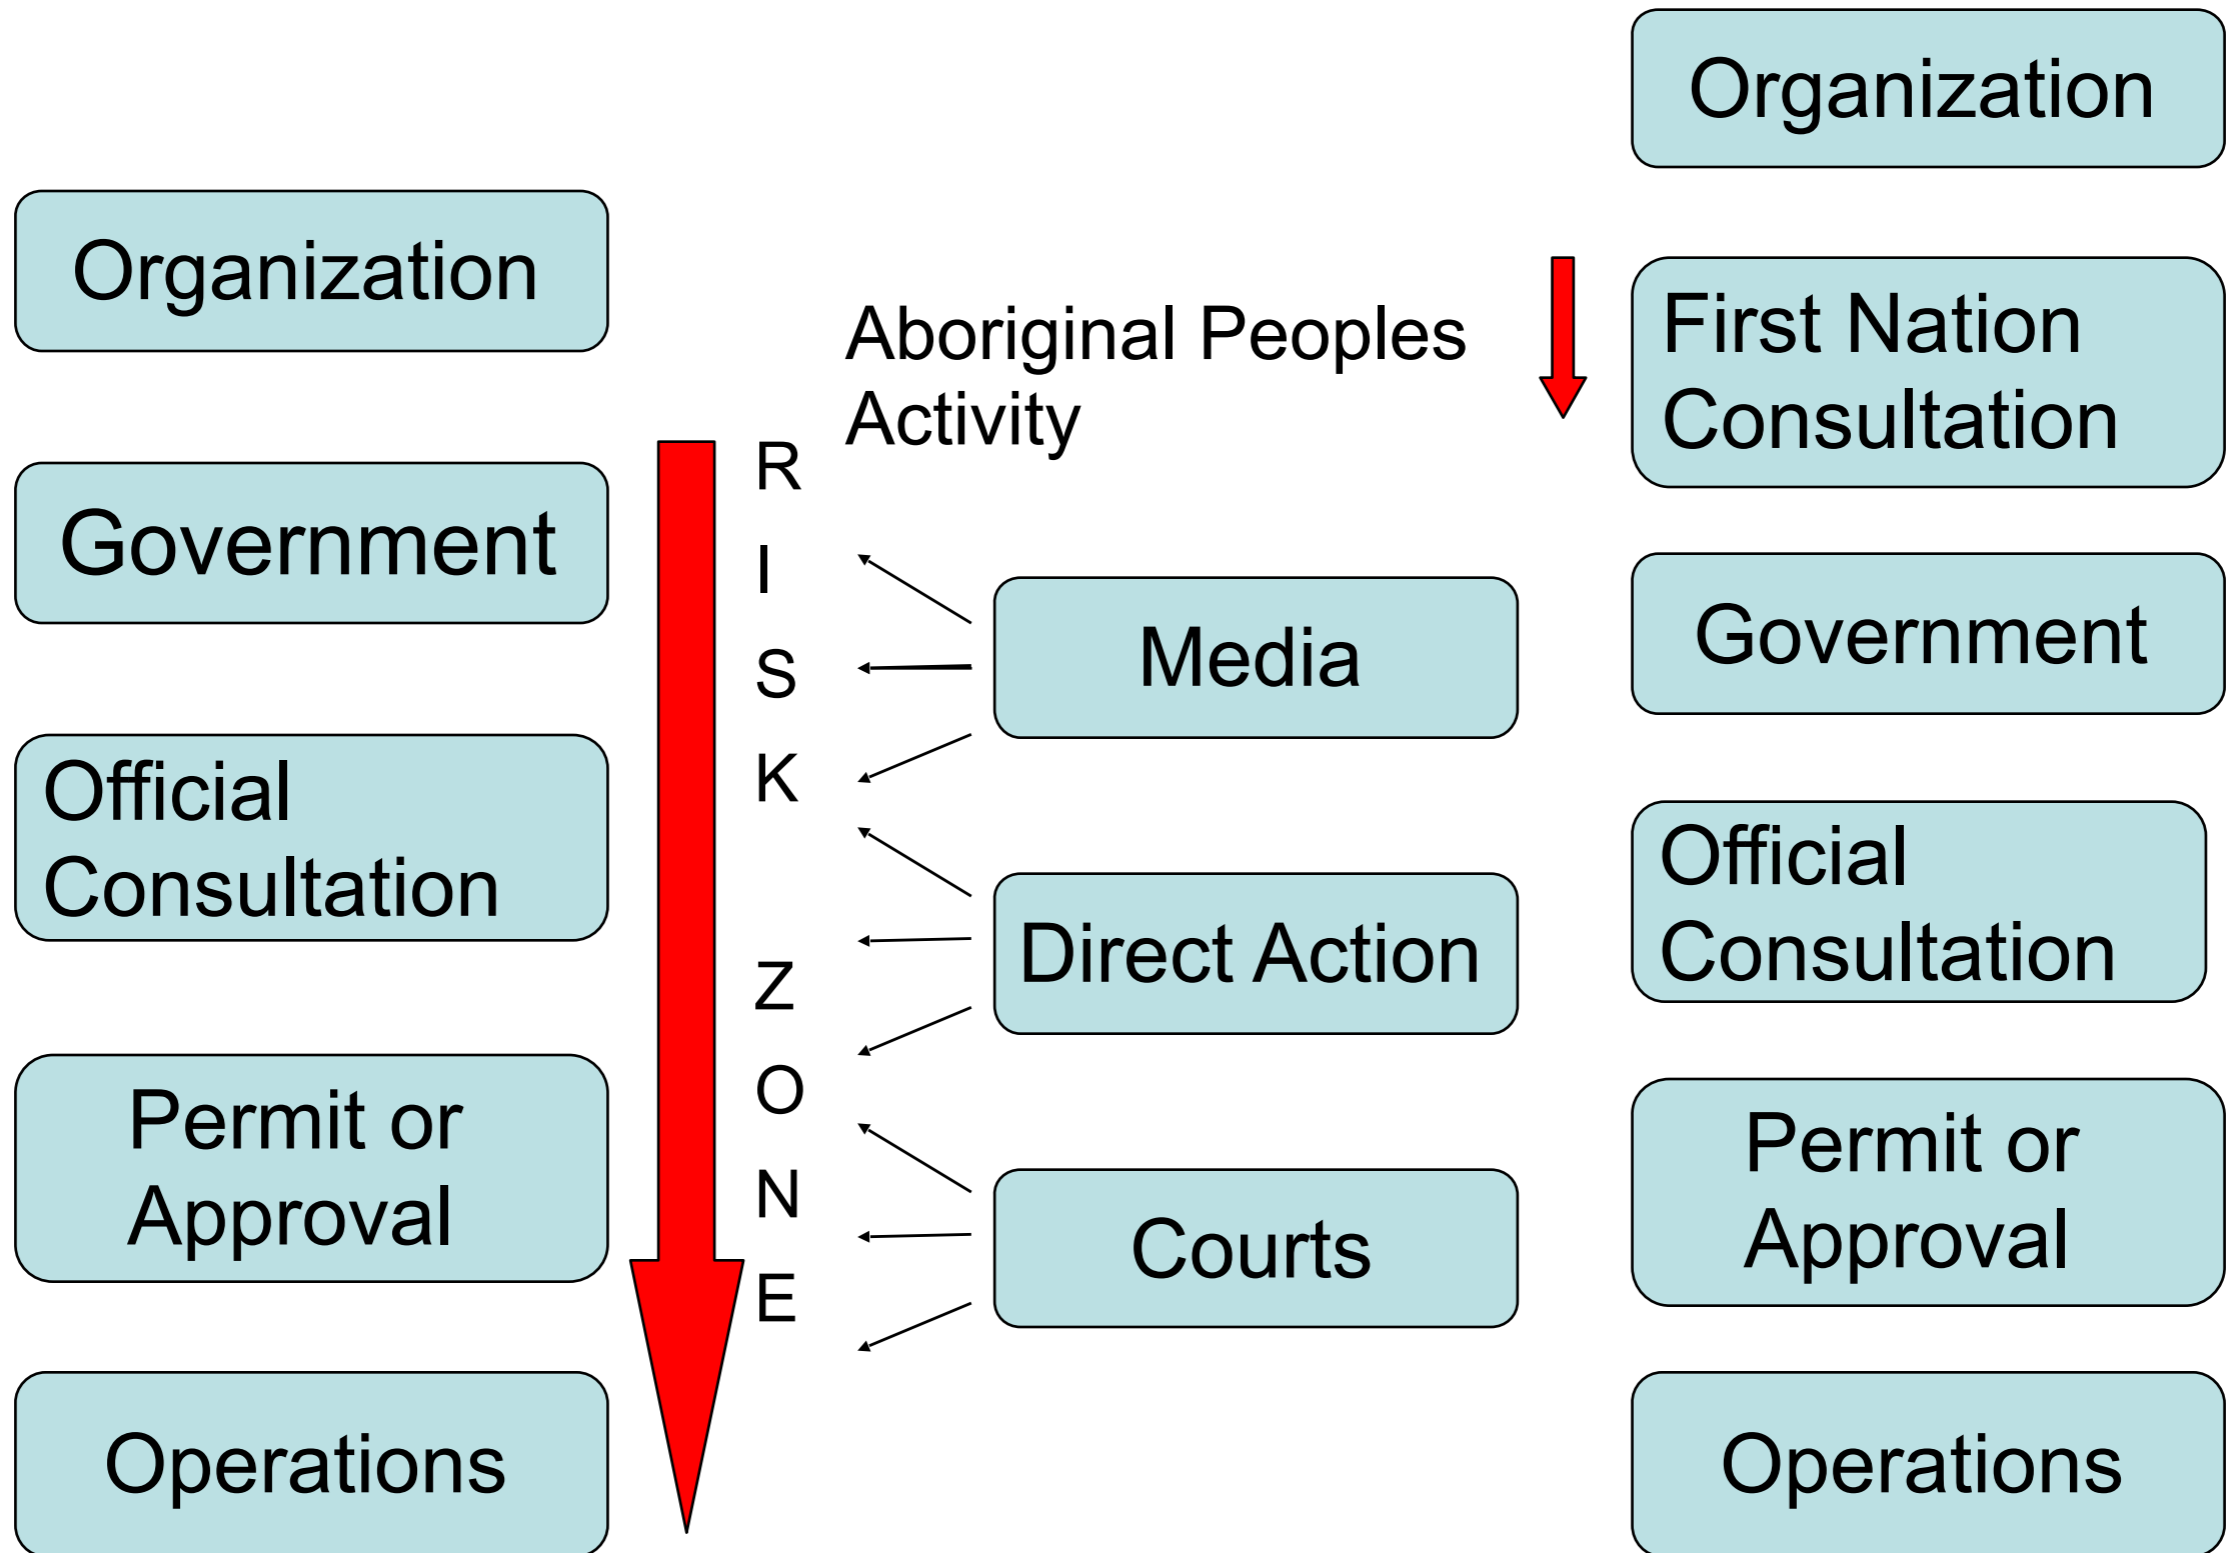 Organization
Government
Official
Consultation
Permit or
Approval
Operations
R
I
S
K
Z
O
N
E
Aboriginal Peoples
Activity
Media
Direct Action
Courts
Organization
First Nation
Consultation
Government
Official
Consultation
Permit or
Approval
Operations